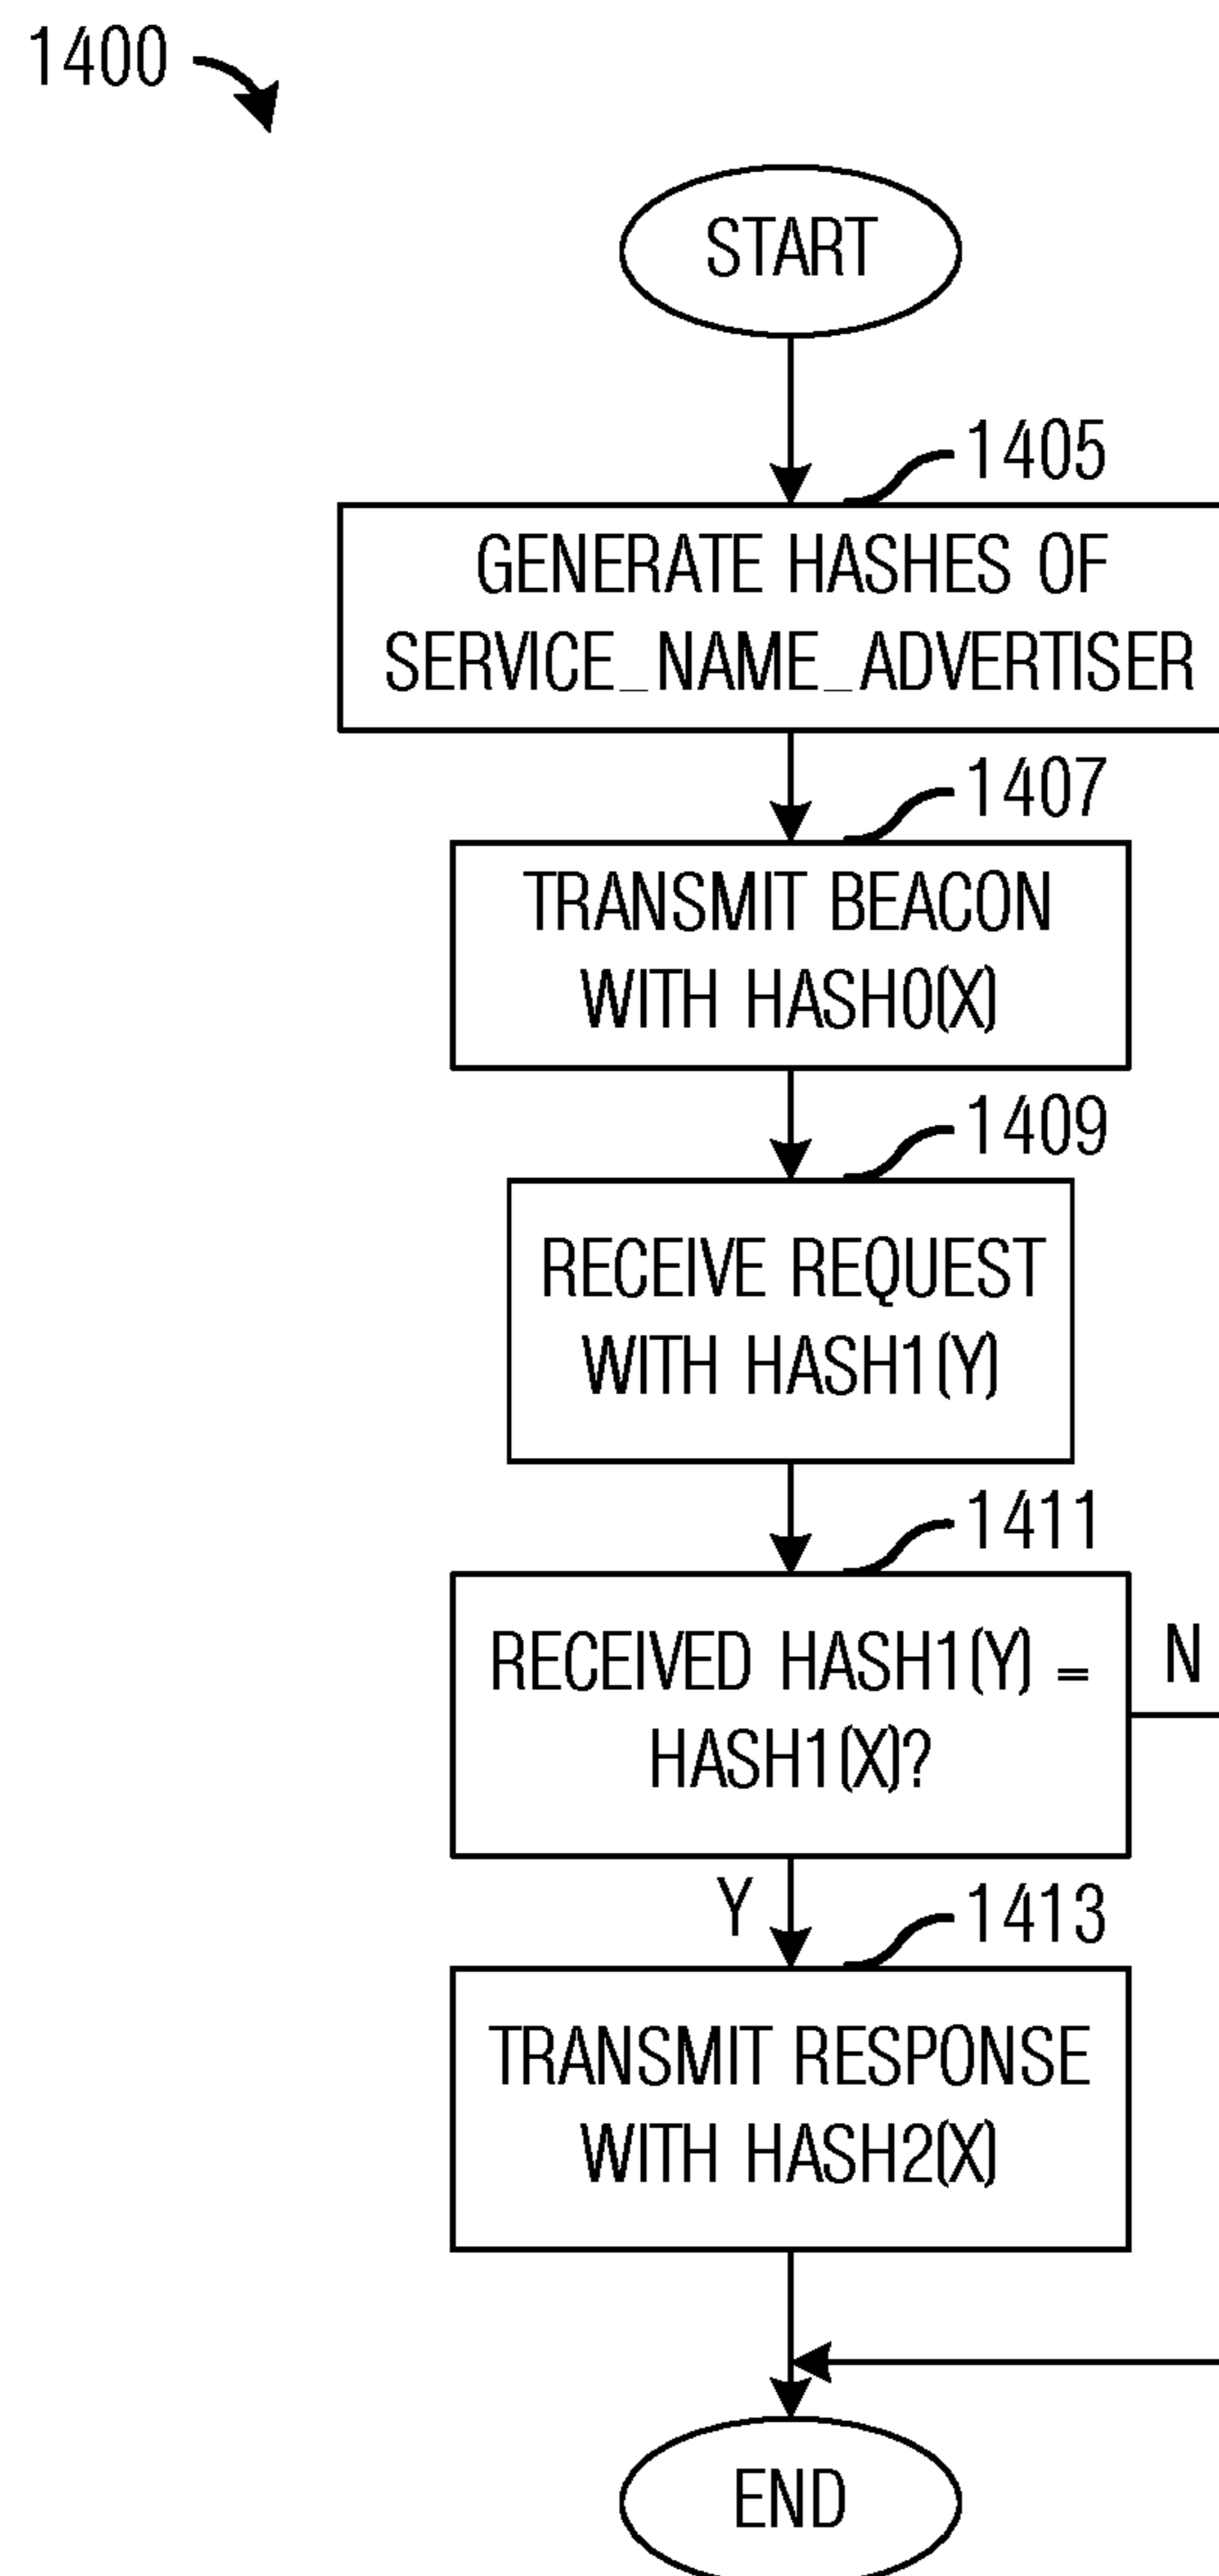 1400
START
1405
GENERATE HASHES OF
SERVICE_NAME_ADVERTISER
1407
TRANSMIT BEACON
WITH HASH0(X)
1409
RECEIVE REQUEST
WITH HASH1(Y)
1411
RECEIVED HASH1(Y) =
HASH1(X)?
N
Y
1413
TRANSMIT RESPONSE
WITH HASH2(X)
END